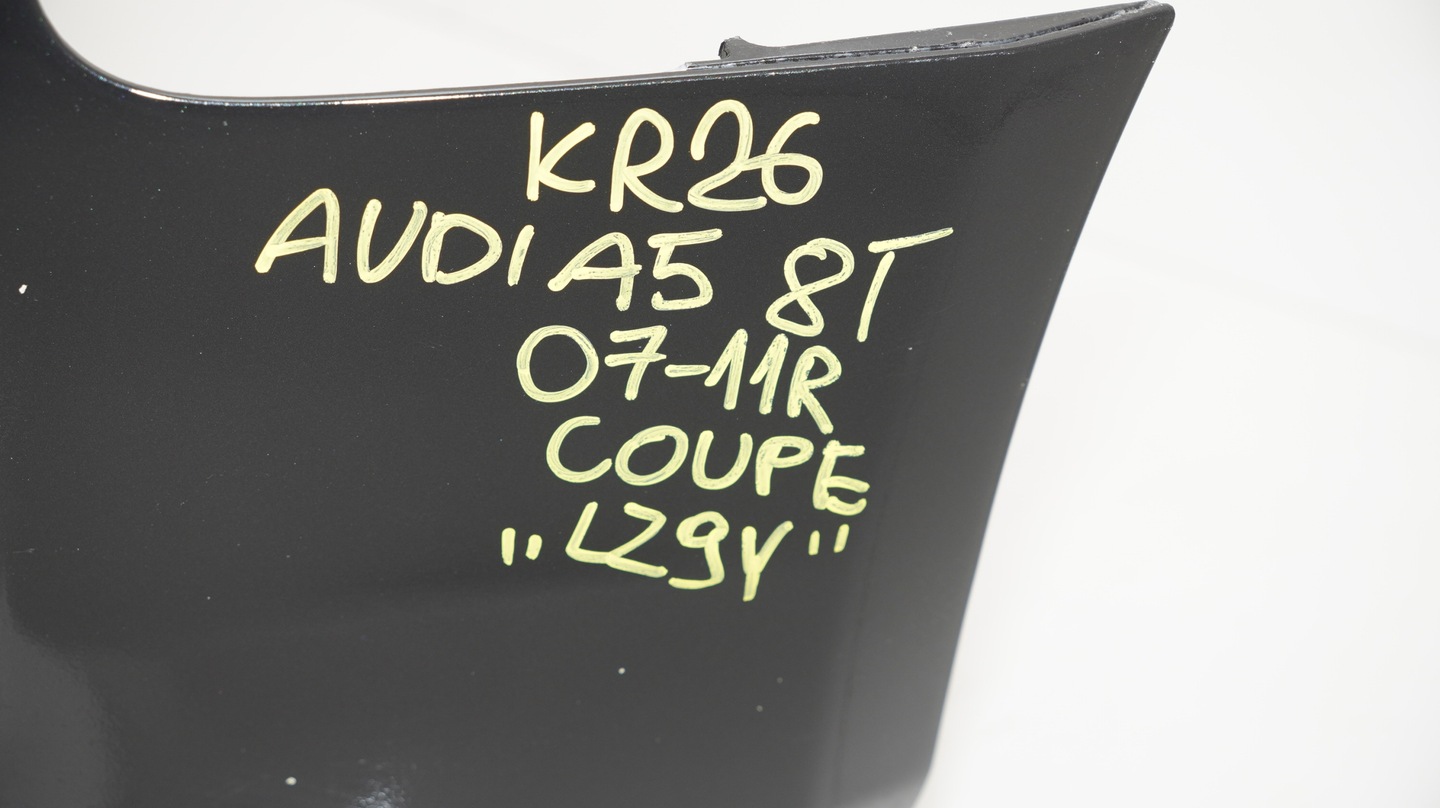 KR26
AUDI A5 8T
07-11R
COUPE
"LZ9Y"